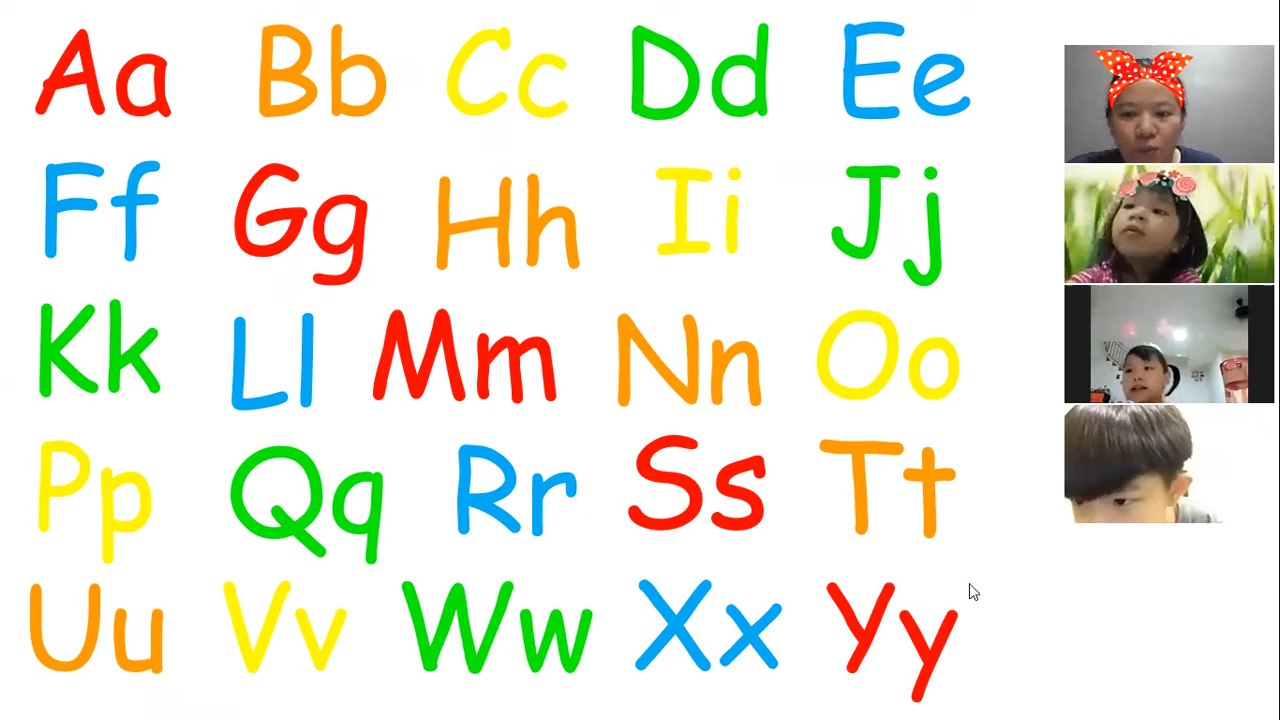 Aa Bb Cc Dd Ee
Ff Gg Hh Ii Jj
Kk Ll Mm Nn Oo
Pp Qq Rr Ss Tt
Uu Vv Ww Xx Yy